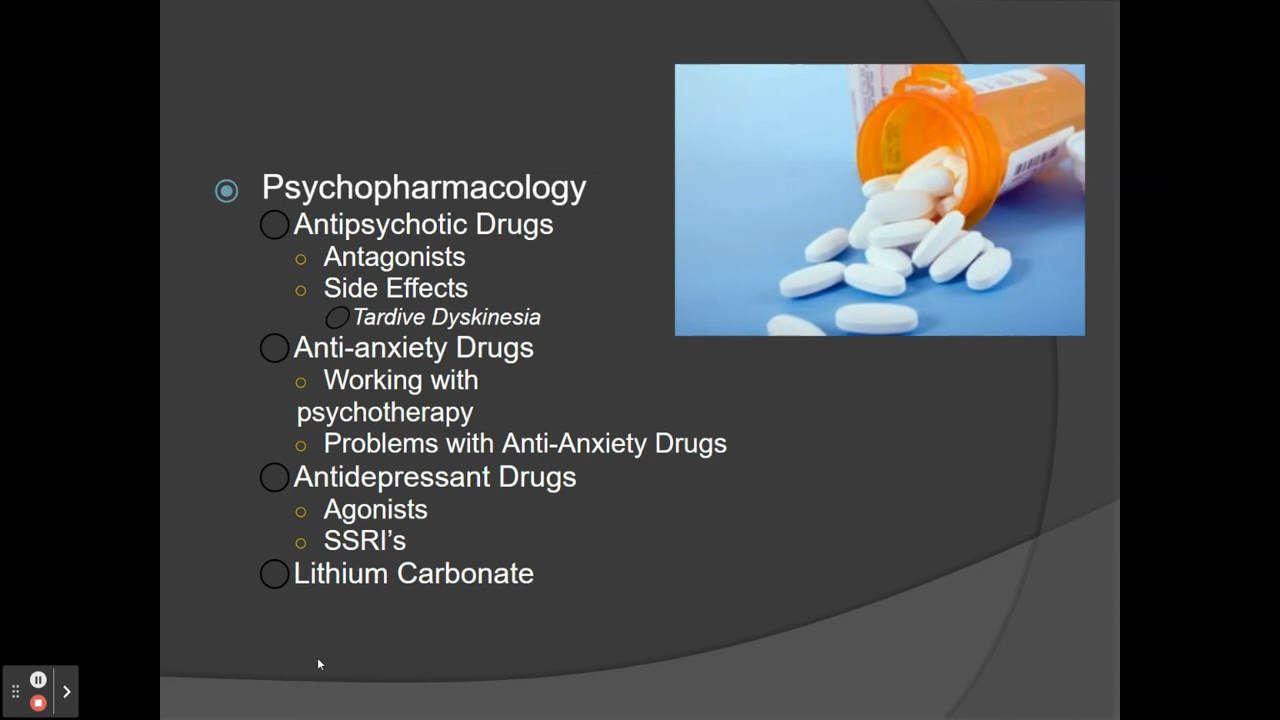 Psychopharmacology
Antipsychotic Drugs
Antagonists
Side Effects
Tardive Dyskinesia
Anti-anxiety Drugs
Working with
psychotherapy
Problems with Anti-Anxiety Drugs
Antidepressant Drugs
Agonists
SSRI’s
Lithium Carbonate